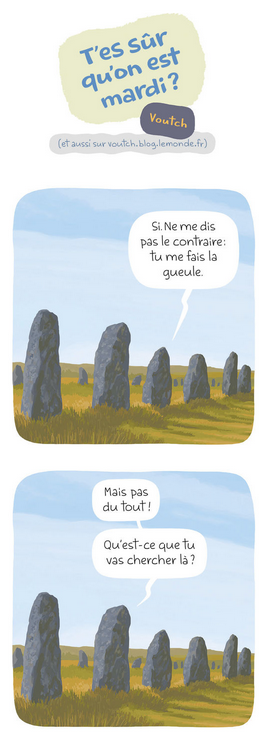 T'es sûr
qu'on est
mardi ?
Voutch
(et aussi sur voutch.blog.lemonde.fr)
Si. Ne me dis
pas le contraire :
tu me fais la
gueule.
Mais pas
du tout !
Qu'est-ce que tu
vas chercher là ?